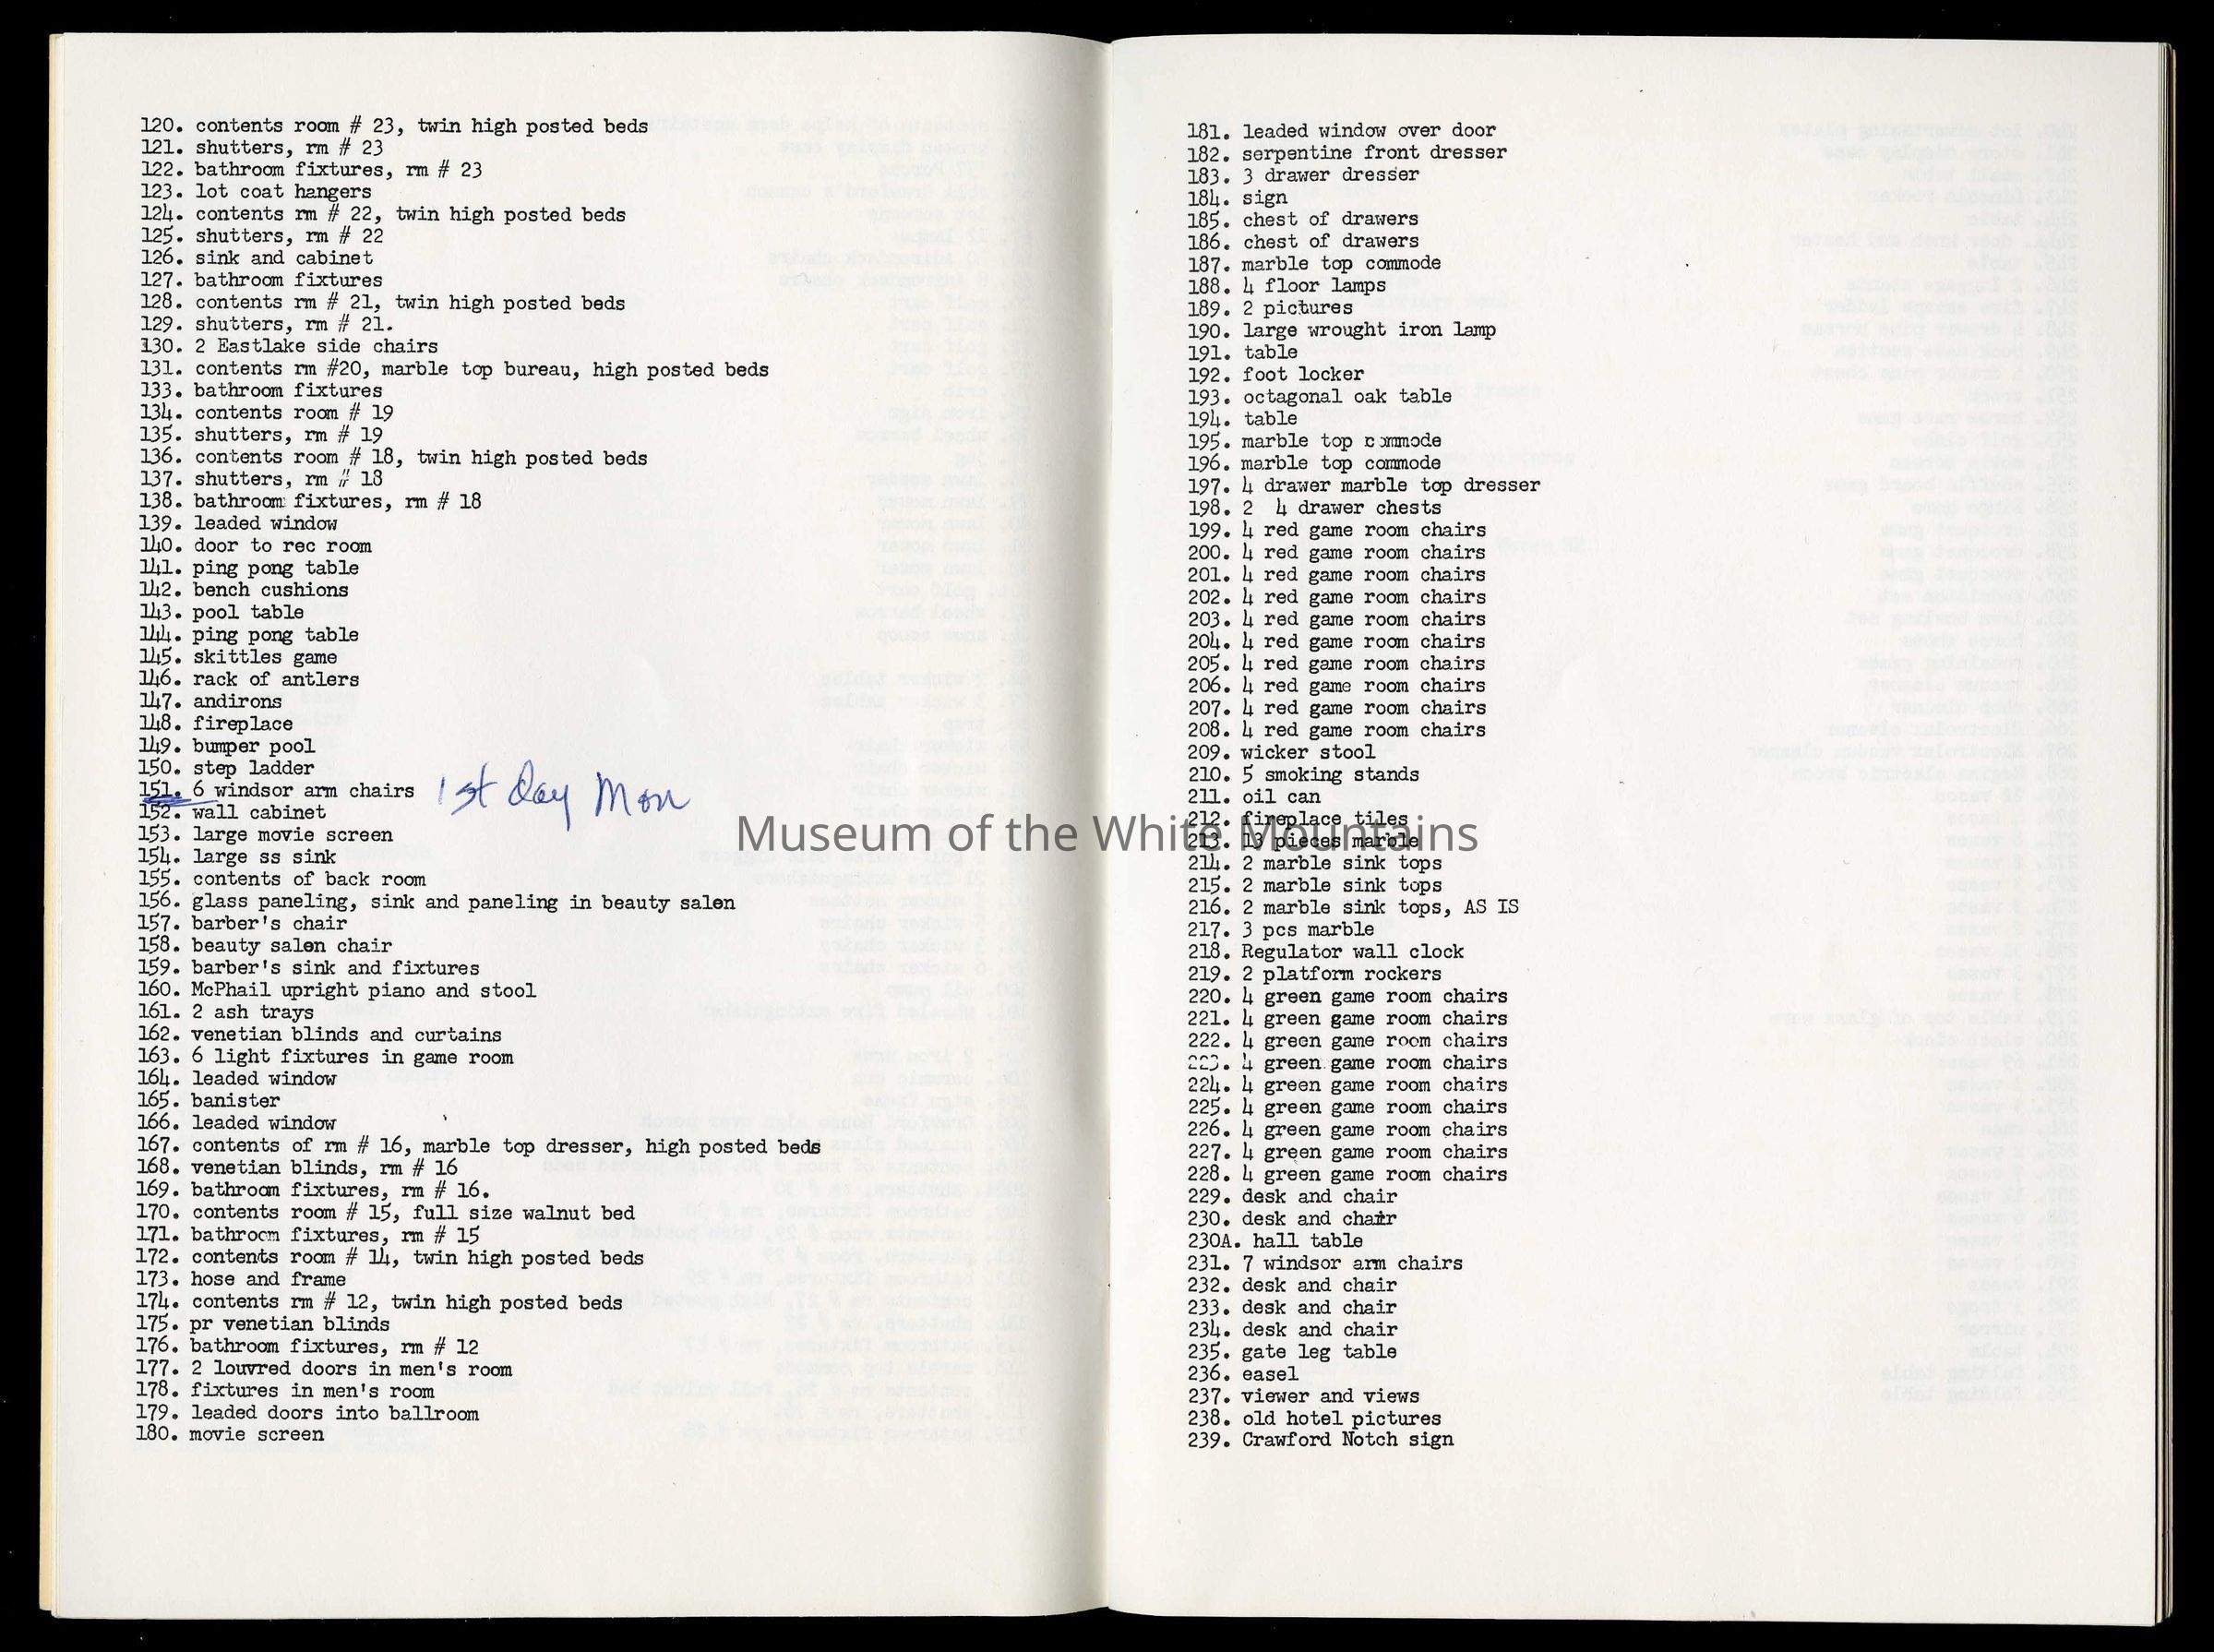 120. contents room # 23, twin high posted beds
121. shutters, rm # 23
122. bathroom fixtures, rm # 23
123. lot coat hangers
124. contents rm # 22, twin high posted beds
125. shutters, rm # 22
126. sink and cabinet
127. bathroom fixtures
128. contents rm # 21, twin high posted beds
129. shutters, rm # 21.
130. 2 Eastlake side chairs
131. contents rm #20, marble top bureau, high posted beds
133. bathroom fixtures
134. contents room # 19
135. shutters, rm # 19
136. contents room # 18, twin high posted beds
137. shutters, rm # 18
138. bathroom fixtures, rm # 18
139. leaded window
140. door to rec room
141. ping pong table
142. bench cushions
143. pool table
144. ping pong table
145. skittles game
146. rack of antlers
147. andirons
148. fireplace
149. bumper pool
150. step ladder
151. 6 windsor arm chairs 1st day Mon
152. wall cabinet
153. large movie screen
154. large ss sink
155. contents of back room
156. glass paneling, sink and paneling in beauty salen
157. barber's chair
158. beauty salen chair
159. barber's sink and fixtures
160. McPhail upright piano and stool
161. 2 ash trays
162. venetian blinds and curtains
163. 6 light fixtures in game room
164. leaded window
165. banister
166. leaded window
167. contents of rm # 16, marble top dresser, high posted beds
168. venetian blinds, rm # 16
169. bathroom fixtures, rm # 16.
170. contents room # 15, full size walnut bed
171. bathroom fixtures, rm # 15
172. contents room # 14, twin high posted beds
173. hose and frame
174. contents rm # 12, twin high posted beds
175. pr venetian blinds
176. bathroom fixtures, rm # 12
177. 2 louvred doors in men's room
178. fixtures in men's room
179. leaded doors into ballroom
180. movie screen
181. leaded window over door
182. serpentine front dresser
183. 3 drawer dresser
184. sign
185. chest of drawers
186. chest of drawers
187. marble top commode
188. 4 floor lamps
189. 2 pictures
190. large wrought iron lamp
191. table
192. foot locker
193. octagonal oak table
194. table
195. marble top commode
196. marble top commode
197. 4 drawer marble top dresser
198. 2 4 drawer chests
199. 4 red game room chairs
200. 4 red game room chairs
201. 4 red game room chairs
202. 4 red game room chairs
203. 4 red game room chairs
204. 4 red game room chairs
205. 4 red game room chairs
206. 4 red game room chairs
207. 4 red game room chairs
208. 4 red game room chairs
209. wicker stool
210. 5 smoking stands
211. oil can
212. fireplace tiles
213. 13 pieces marble
214. 2 marble sink tops
215. 2 marble sink tops
216. 2 marble sink tops, AS IS
217. 3 pcs marble
218. Regulator wall clock
219. 2 platform rockers
220. 4 green game room chairs
221. 4 green game room chairs
222. 4 green game room chairs
223. 4 green game room chairs
224. 4 green game room chairs
225. 4 green game room chairs
226. 4 green game room chairs
227. 4 green game room chairs
228. 4 green game room chairs
229. desk and chair
230. desk and chair
230A. hall table
231. 7 windsor arm chairs
232. desk and chair
233. desk and chair
234. desk and chair
235. gate leg table
236. easel
237. viewer and views
238. old hotel pictures
239. Crawford Notch sign
Museum of the White Mountains